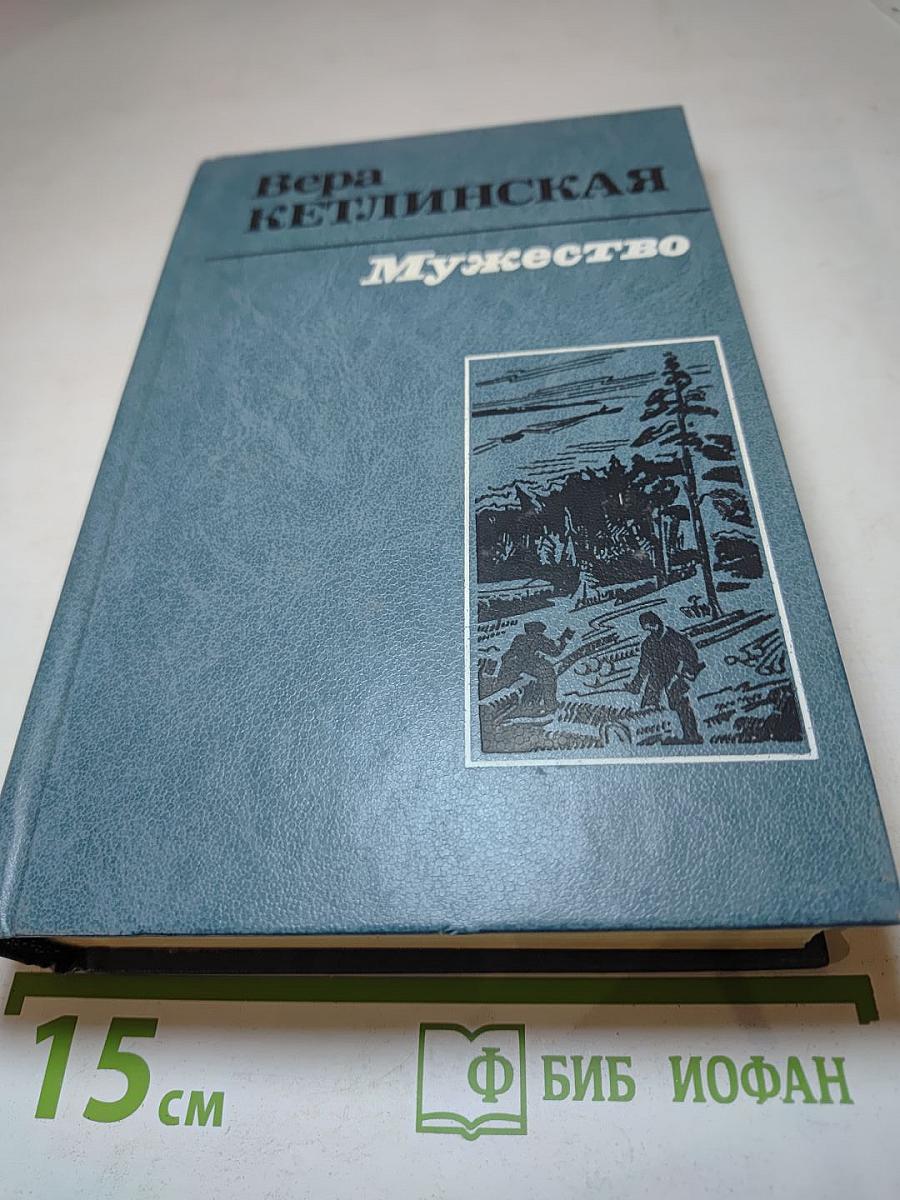 Вера
КЕТЛИНСКАЯ
Мужество
15 см
Ф БИБ ИОФАН